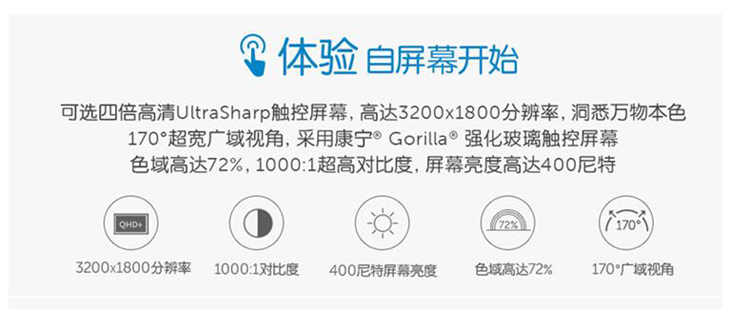 体验 自屏幕开始
可选四倍高清UltraSharp触控屏幕, 高达3200x1800分辨率, 洞悉万物本色
170°超宽广域视角, 采用康宁® Gorilla® 强化玻璃触控屏幕
色域高达72%, 1000:1超高对比度, 屏幕亮度高达400尼特
QHD+ 72% 170°
3200x1800分辨率 1000:1对比度 400尼特屏幕亮度 色域高达72% 170°广域视角